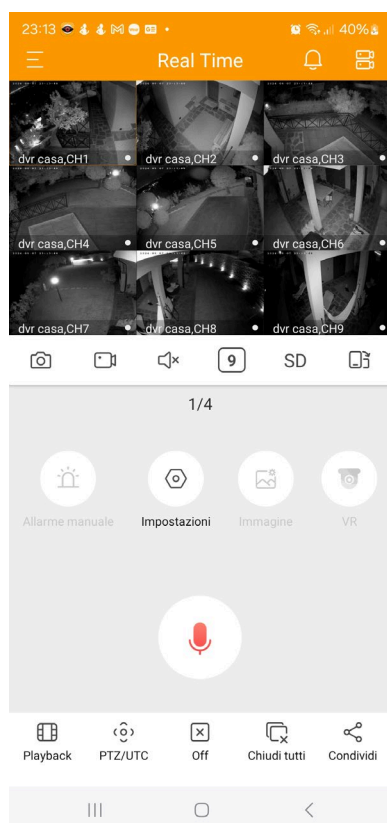 23:13
40%
Real Time
dvr casa,CH1
dvr casa,CH2
dvr casa,CH3
dvr casa,CH4
dvr casa,CH5
dvr casa,CH6
dvr casa,CH7
dvr casa,CH8
dvr casa,CH9
9
SD
1/4
Allarme manuale
Impostazioni
Immagine
VR
Playback
PTZ/UTC
Off
Chiudi tutti
Condividi